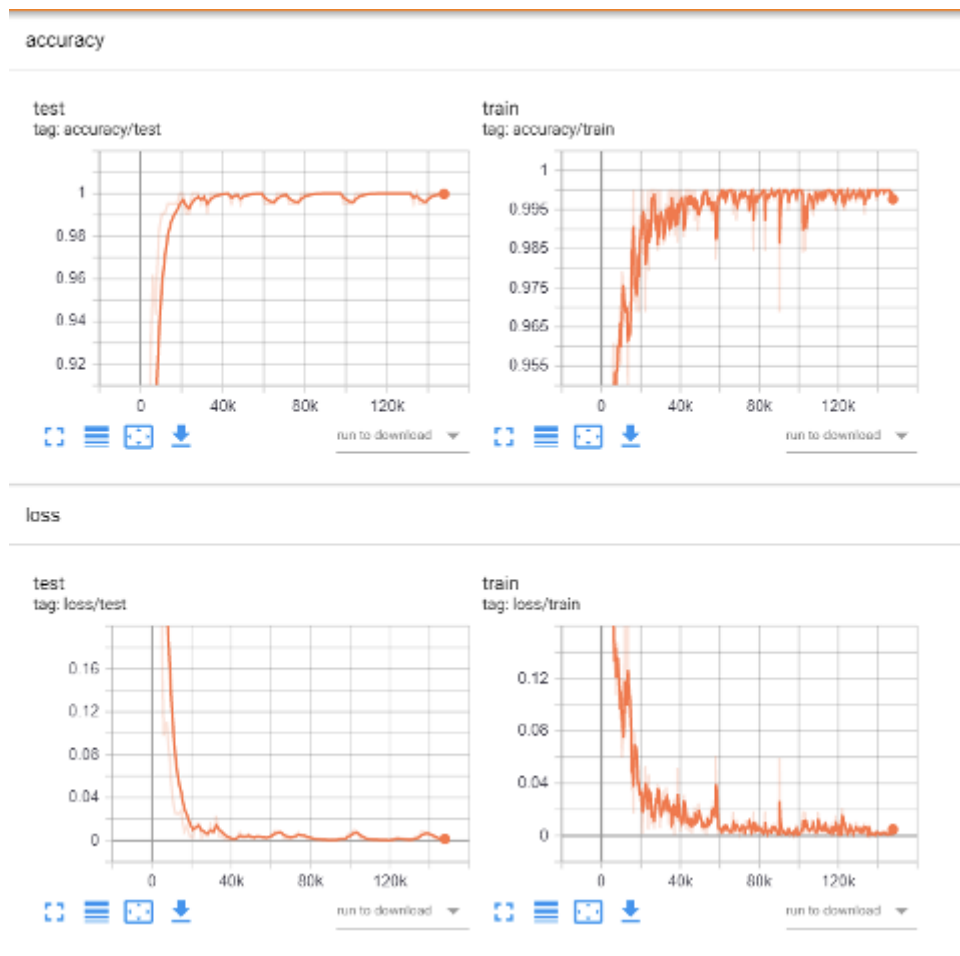 accuracy
test
tag: accuracy/test
1
0.98
0.96
0.94
0.92
0 40k 80k 120k
run to download
train
tag: accuracy/train
1
0.995
0.985
0.975
0.965
0.955
0 40k 80k 120k
run to download
loss
test
tag: loss/test
0.16
0.12
0.08
0.04
0
0 40k 80k 120k
run to download
train
tag: loss/train
0.12
0.08
0.04
0
0 40k 80k 120k
run to download